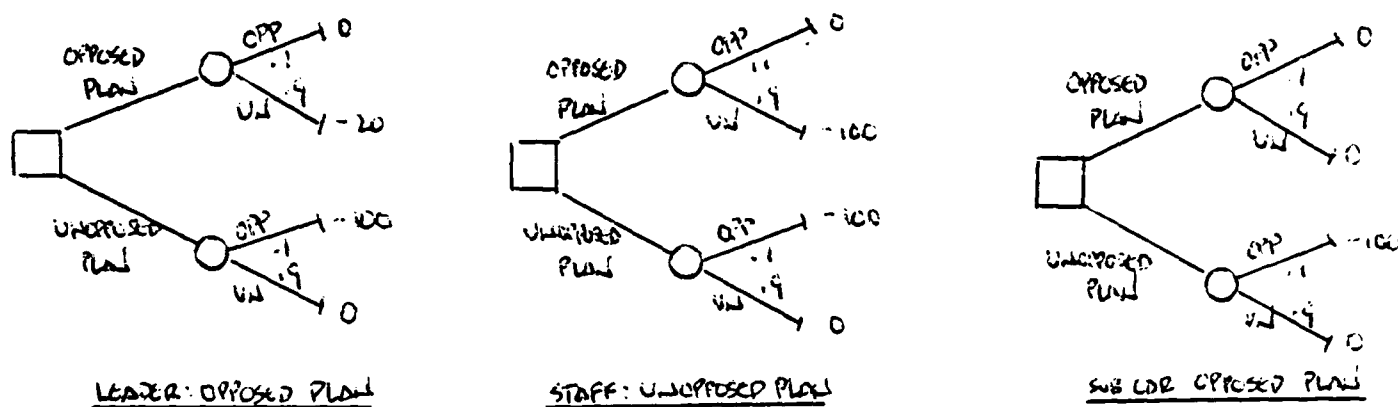 OPP 0
OPPOSED
PLAN
.1
UN .9
-20
UNOPPOSED
PLAN
OPP -100
.1
UN .9
0
LEADER: OPPOSED PLAN
OPP 0
OPPOSED
PLAN
.1
UN .9
-100
UNOPPOSED
PLAN
OPP -100
.1
UN .9
0
STAFF: UNOPPOSED PLAN
OPP 0
OPPOSED
PLAN
.1
UN .9
0
UNOPPOSED
PLAN
OPP -100
.1
UN .9
0
SUB LDR OPPOSED PLAN